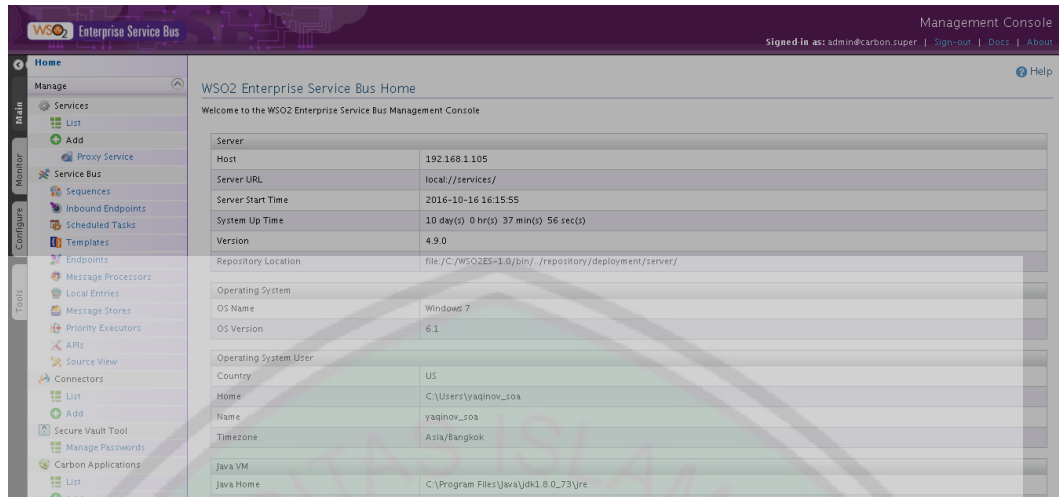 WSO2 Enterprise Service Bus
Management Console
Signed-in as: admin@carbon.super | Sign-out | Docs | About
Main
Monitor
Configure
Tools
Home
Manage
Services
List
Add
Proxy Service
Service Bus
Sequences
Inbound Endpoints
Scheduled Tasks
Templates
Endpoints
Message Processors
Local Entries
Message Stores
Priority Executors
APIs
Source View
Connectors
List
Add
Secure Vault Tool
Manage Passwords
Carbon Applications
List
Help
WSO2 Enterprise Service Bus Home
Welcome to the WSO2 Enterprise Service Bus Management Console
Server
Host 192.168.1.105
Server URL local://services/
Server Start Time 2016-10-16 16:15:55
System Up Time 10 day(s) 0 hr(s) 37 min(s) 56 sec(s)
Version 4.9.0
Repository Location file:/C:/WSO2ES~1.0/bin/../repository/deployment/server/
Operating System
OS Name Windows 7
OS Version 6.1
Operating System User
Country US
Home C:\Users\yaqinov_soa
Name yaqinov_soa
Timezone Asia/Bangkok
Java VM
Java Home C:\Program Files\Java\jdk1.8.0_73\jre